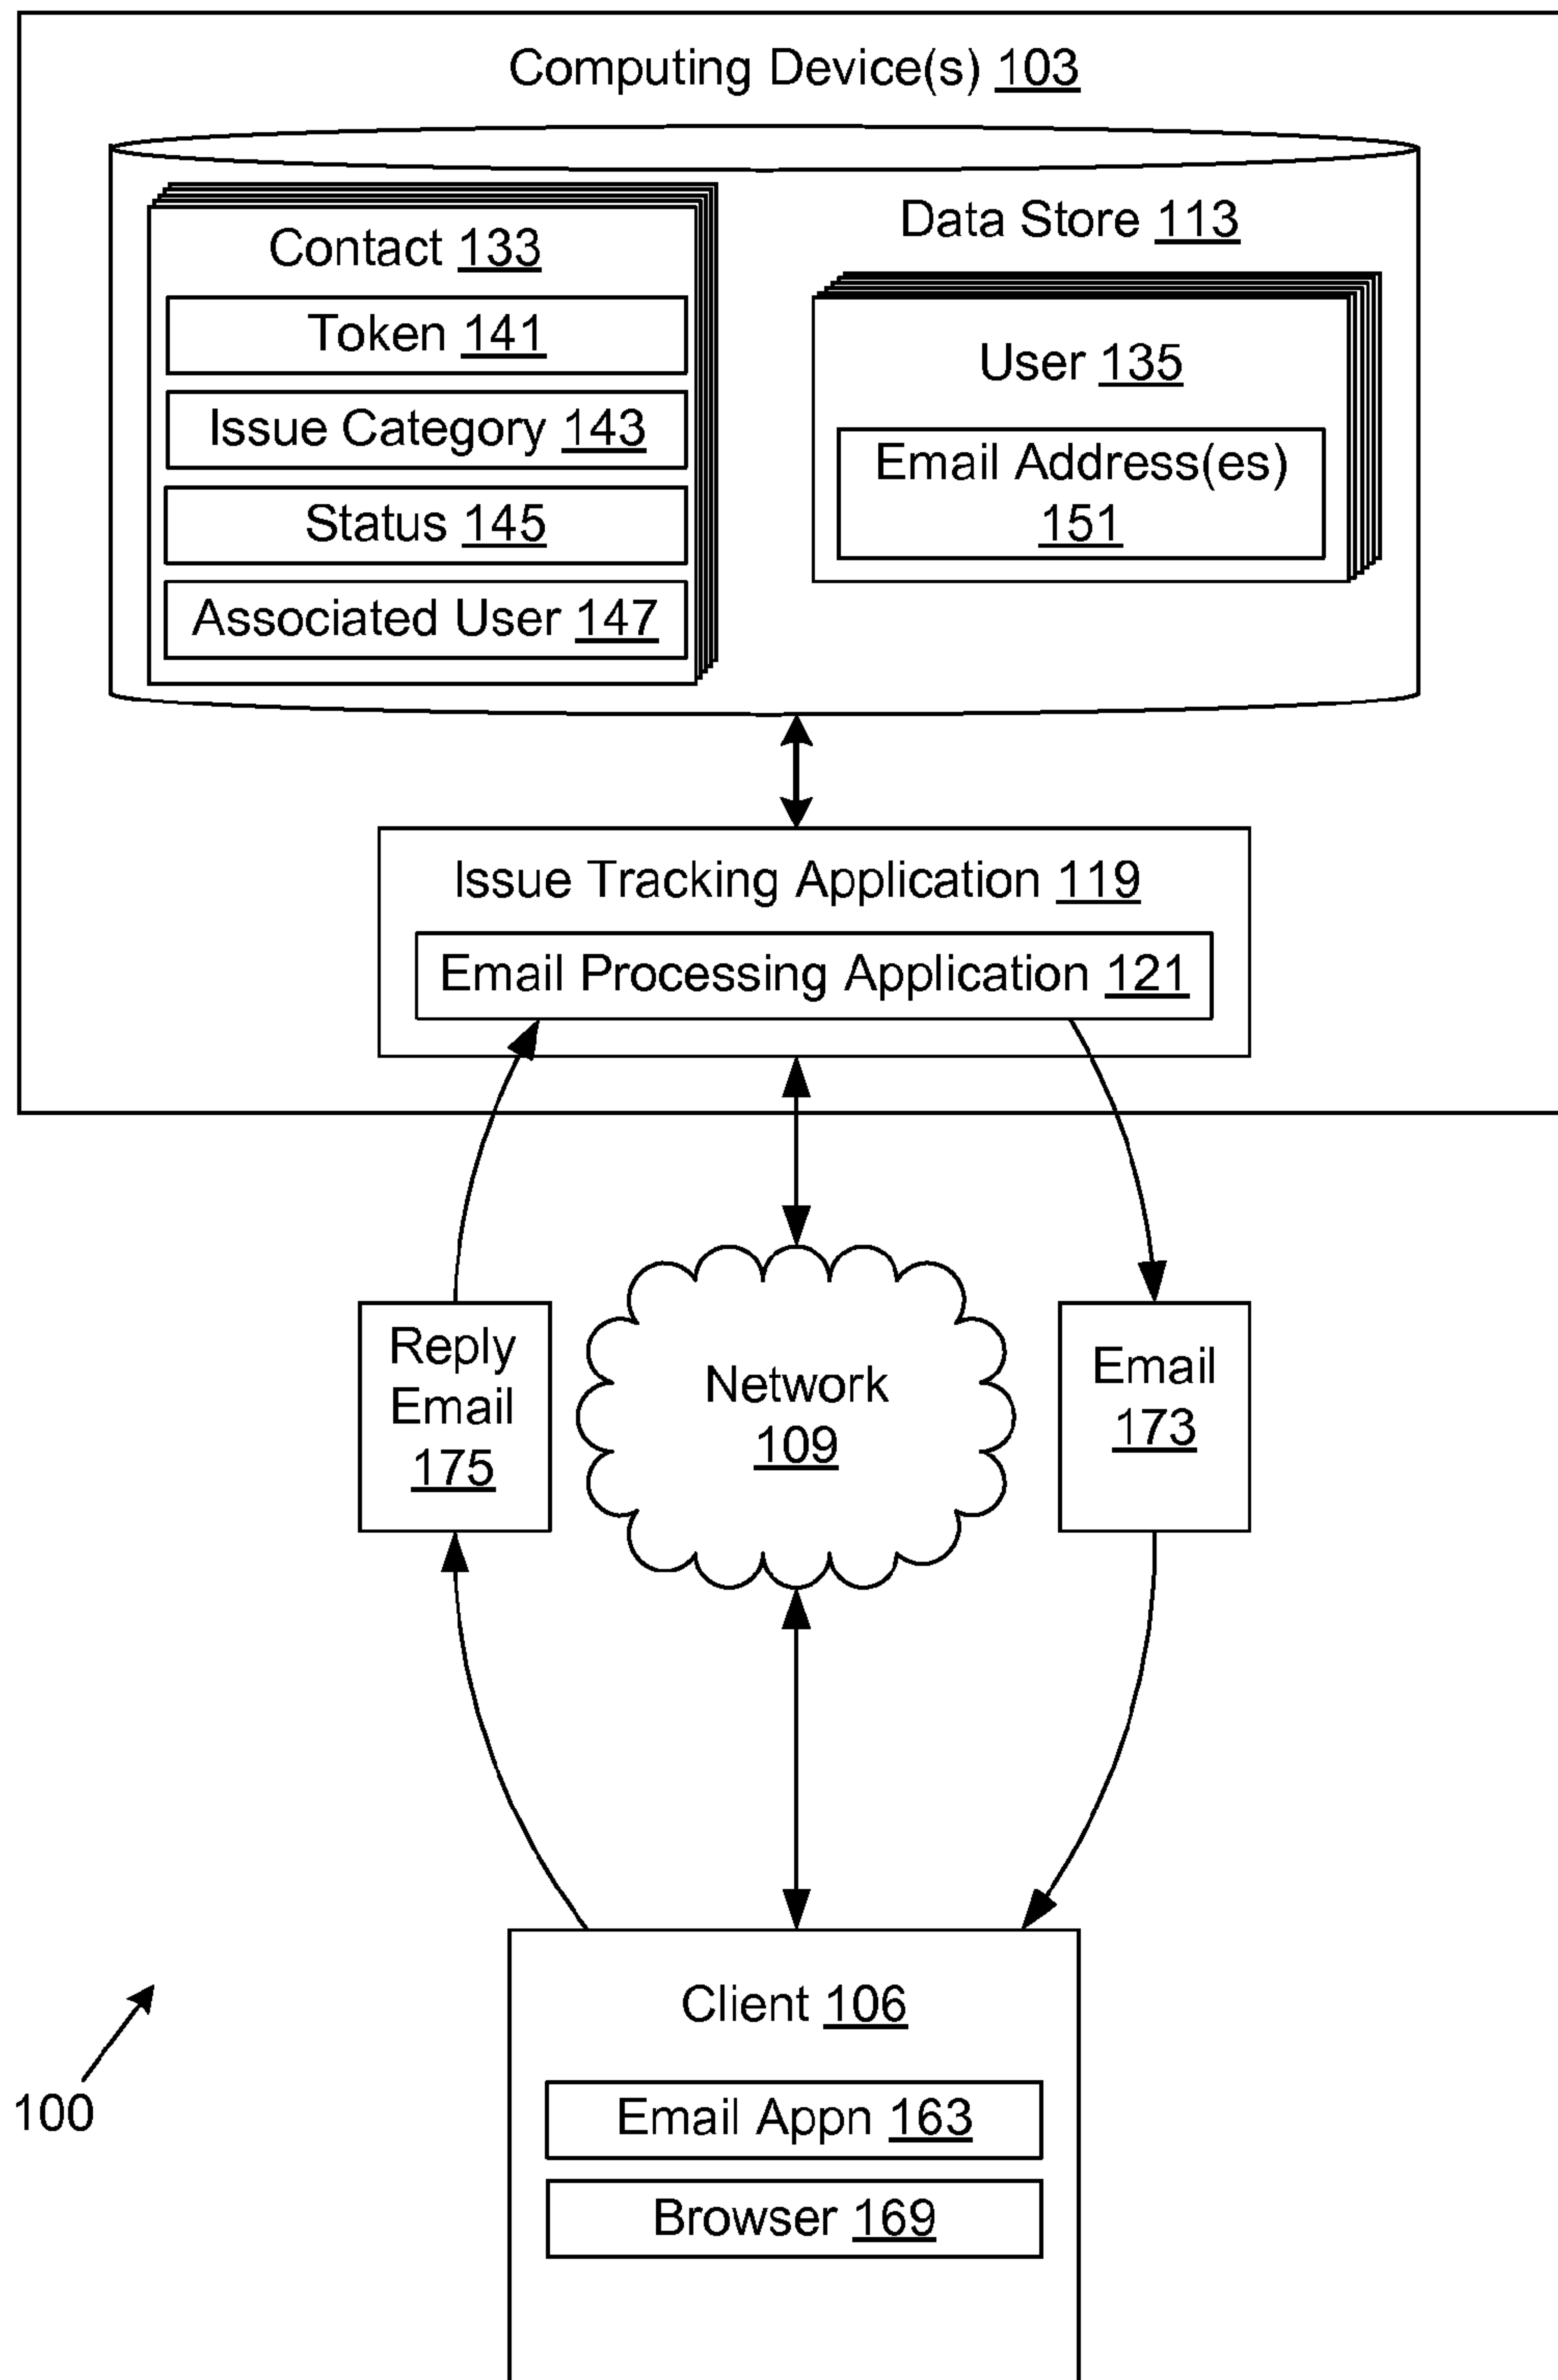 Computing Device(s) 103
Data Store 113
Contact 133
Token 141
Issue Category 143
Status 145
Associated User 147
User 135
Email Address(es)
151
Issue Tracking Application 119
Email Processing Application 121
Reply
Email
175
Network
109
Email
173
Client 106
Email Appn 163
Browser 169
100